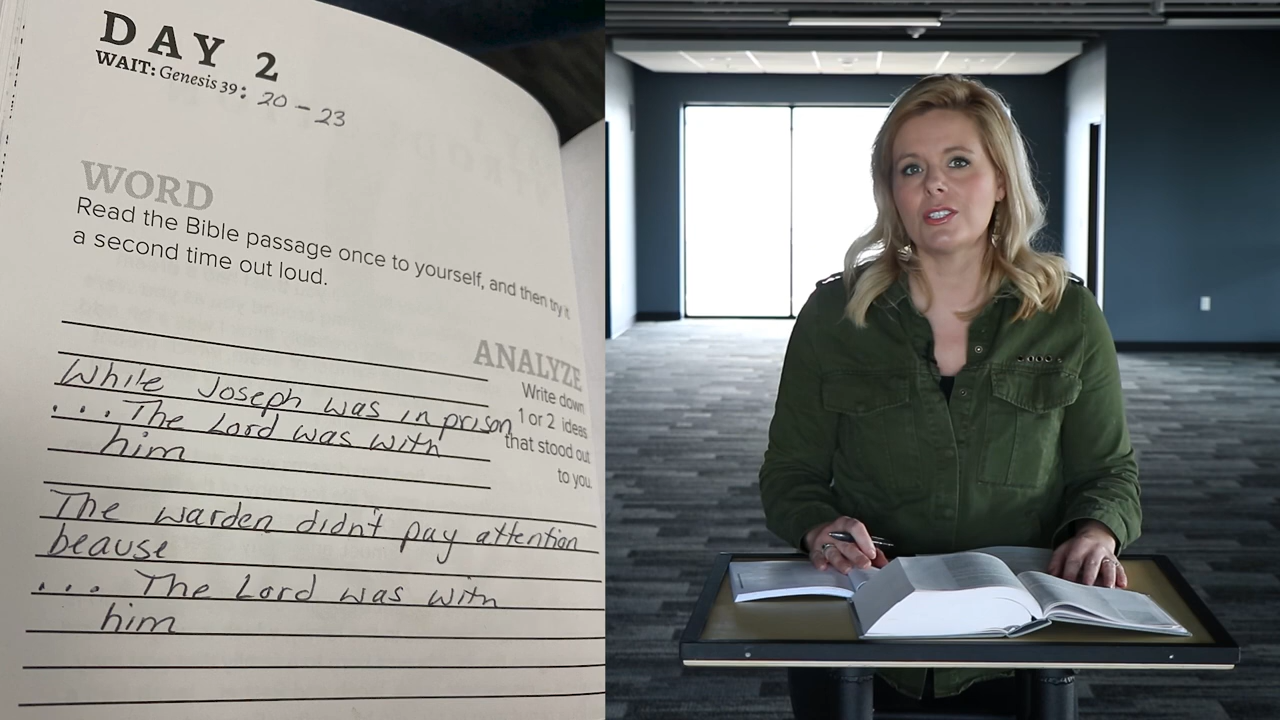 DAY 2
WAIT: Genesis 39: 20 - 23
WORD
Read the Bible passage once to yourself, and then try it
a second time out loud.
ANALYZE
Write down
1 or 2 ideas
that stood out
to you.
While Joseph was in prison
... The Lord was with
him
The warden didn't pay attention
beause
... The Lord was with
him